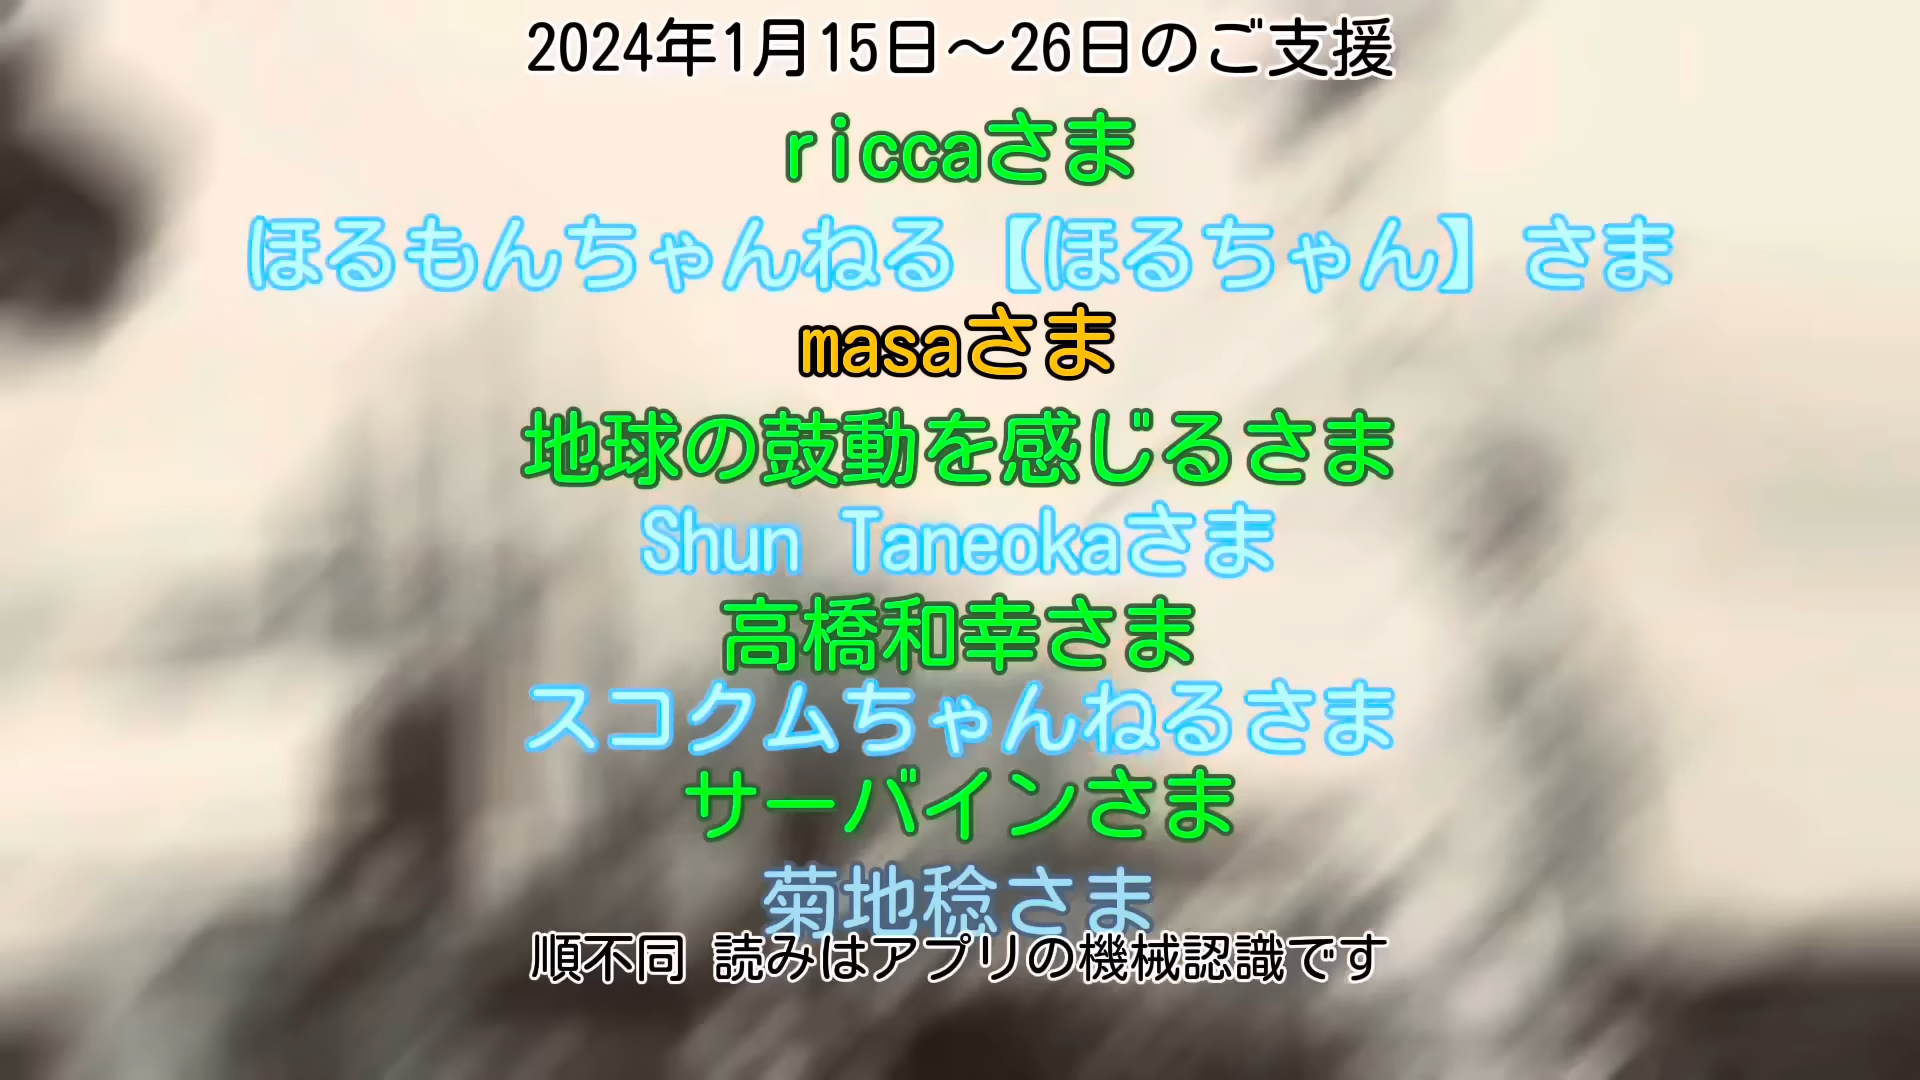 2024年1月15日～26日のご支援
riccaさま
ほるもんちゃんねる【ほるちゃん】さま
masaさま
地球の鼓動を感じるさま
Shun Taneokaさま
高橋和幸さま
スコクムちゃんねるさま
サーバインさま
菊地稔さま
順不同 読みはアプリの機械認識です